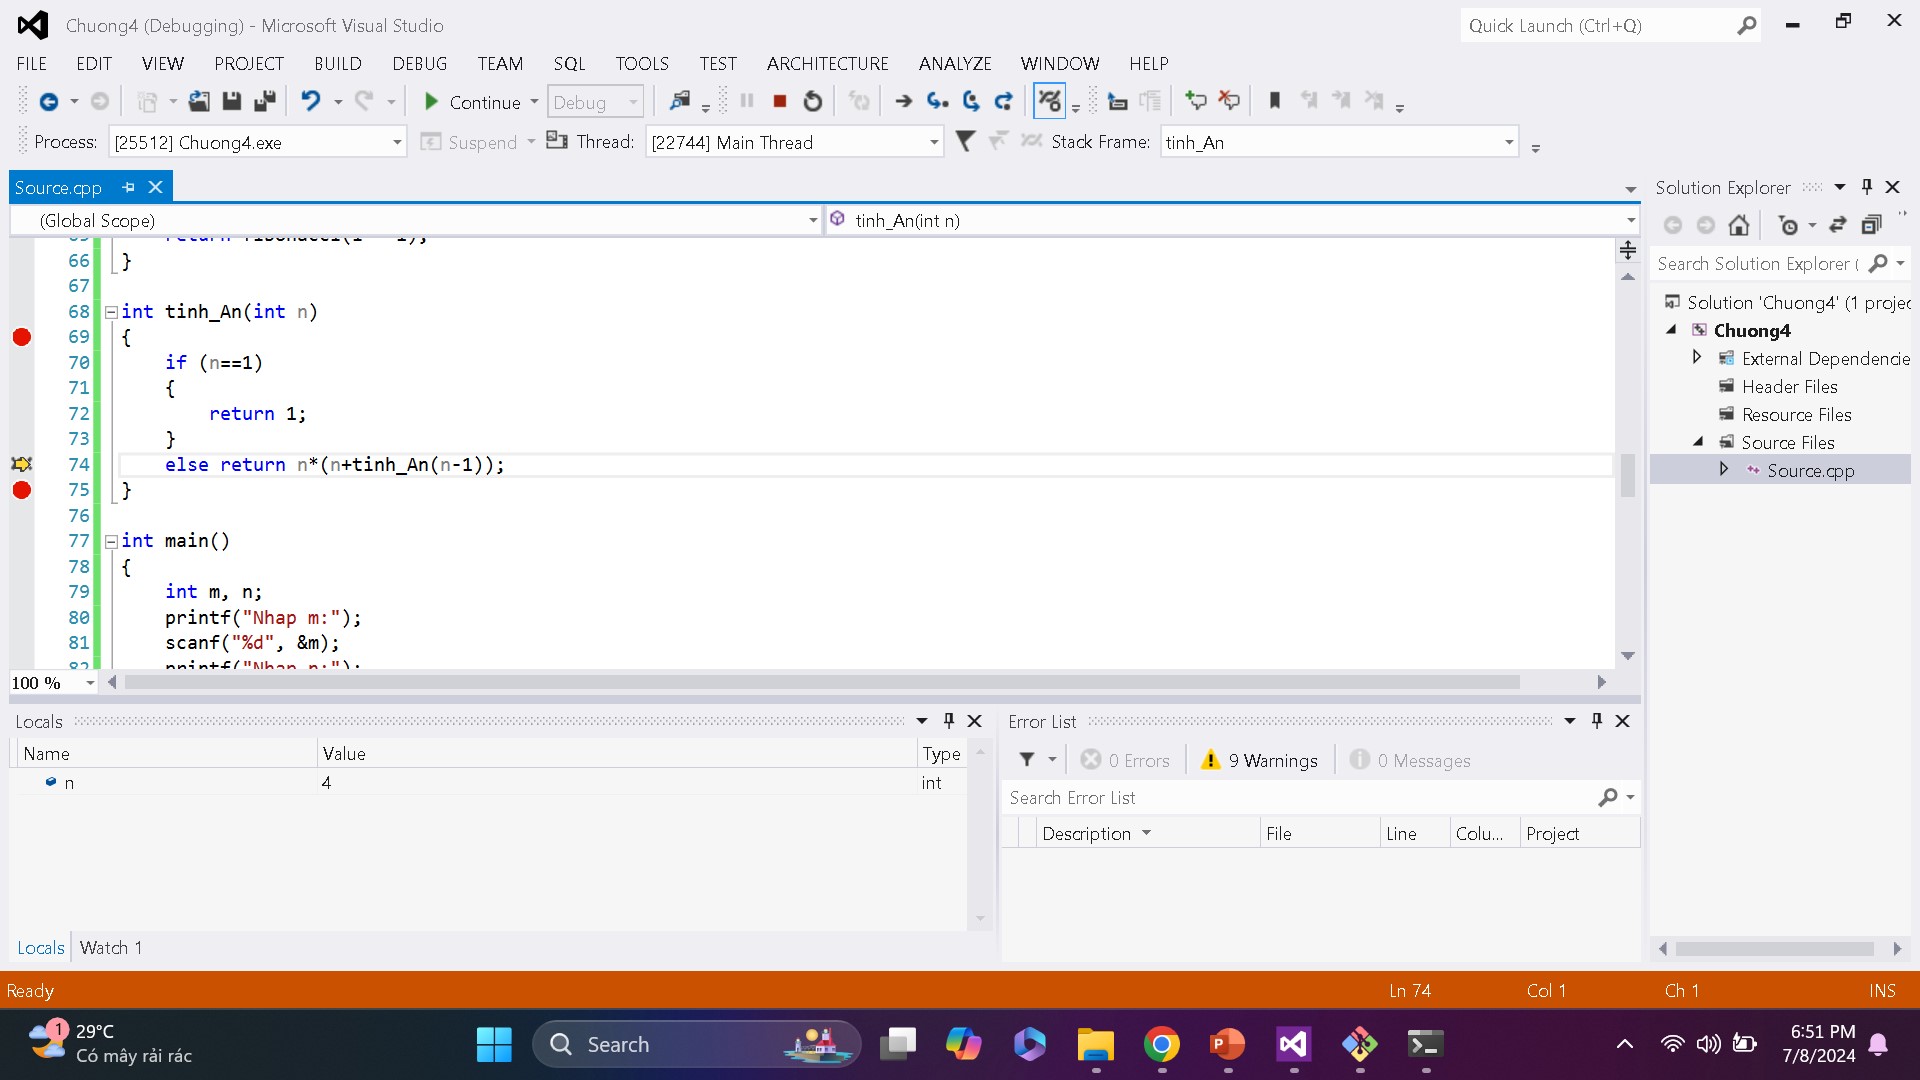 Chuong4 (Debugging) - Microsoft Visual Studio
Quick Launch (Ctrl+Q)
FILE EDIT VIEW PROJECT BUILD DEBUG TEAM SQL TOOLS TEST ARCHITECTURE ANALYZE WINDOW HELP
Continue Debug
Process: [25512] Chuong4.exe Suspend Thread: [22744] Main Thread Stack Frame: tinh_An
Source.cpp
(Global Scope) tinh_An(int n)
66 }
67
68 int tinh_An(int n)
69 {
70 if (n==1)
71 {
72 return 1;
73 }
74 else return n*(n+tinh_An(n-1));
75 }
76
77 int main()
78 {
79 int m, n;
80 printf("Nhap m:");
81 scanf("%d", &m);
82 printf("Nhap n:");
100 %
Solution Explorer
Search Solution Explorer (
Solution 'Chuong4' (1 projec
Chuong4
External Dependencie
Header Files
Resource Files
Source Files
Source.cpp
Locals
Name Value Type
n 4 int
Locals Watch 1
Error List
0 Errors 9 Warnings 0 Messages
Search Error List
Description File Line Colu... Project
Ready Ln 74 Col 1 Ch 1 INS
1
29°C
Có mây rải rác
Search
6:51 PM
7/8/2024